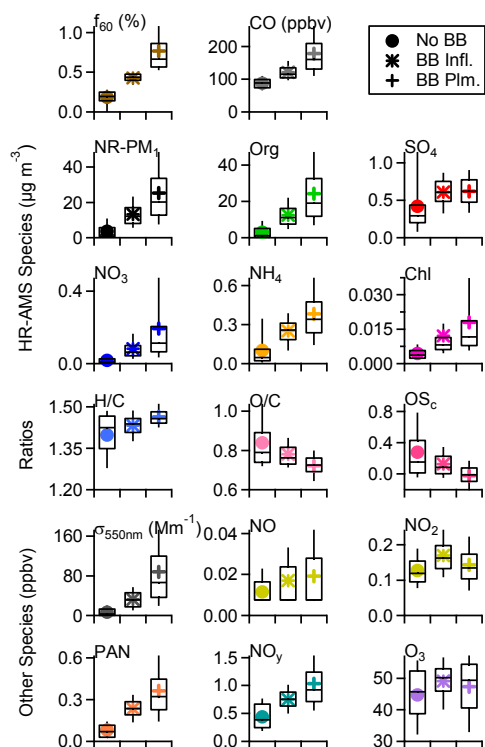 f60 (%)
CO (ppbv)
No BB
BB Infl.
BB Plm.
1.0
0.5
0.0
200
100
0
HR-AMS Species (µg m-3)
NR-PM1
Org
SO4
40
20
0
40
20
0
1.0
0.5
0.0
NO3
NH4
Chl
0.4
0.0
0.6
0.3
0.0
0.030
0.015
0.000
Ratios
H/C
O/C
OSc
1.50
1.35
1.20
1.0
0.8
0.6
0.8
0.4
0.0
Other Species (ppbv)
σ550nm (Mm-1)
NO
NO2
160
80
0
0.04
0.02
0.00
0.2
0.1
0.0
PAN
NOy
O3
0.6
0.3
0.0
1.5
1.0
0.5
0.0
50
40
30